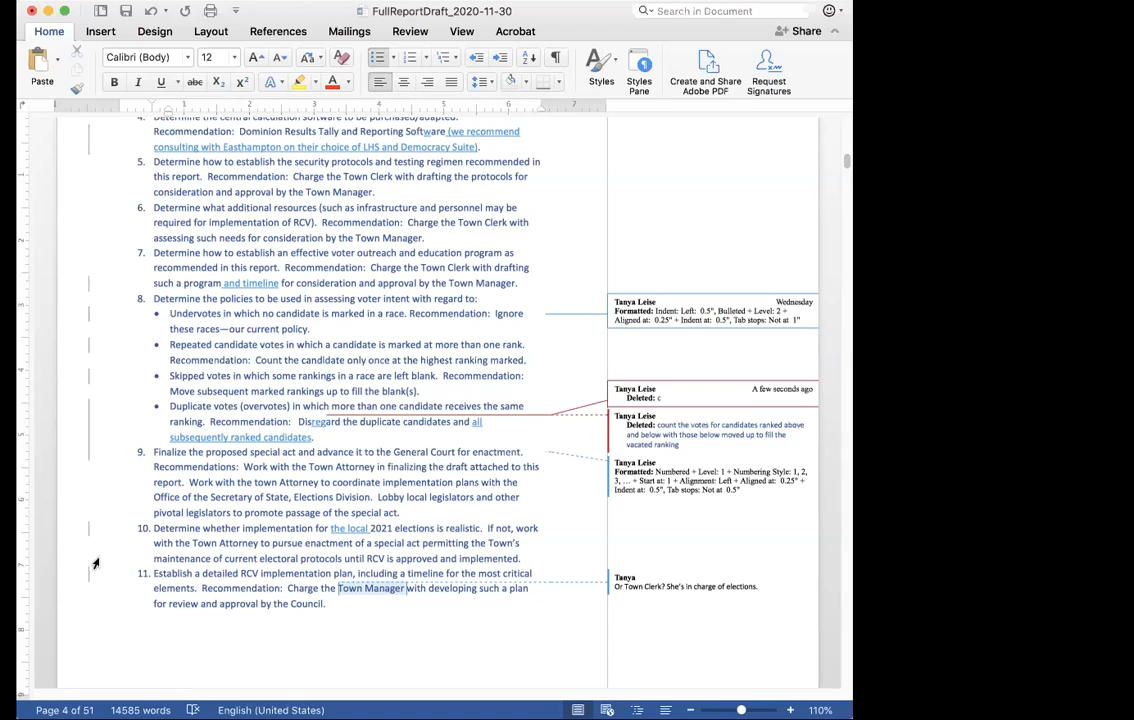 FullReportDraft_2020-11-30
Search in Document
Home Insert Design Layout References Mailings Review View Acrobat
Share
Paste
Calibri (Body) 12
Styles
Styles Pane
Create and Share Adobe PDF
Request Signatures
1 2 3 4 5 6 7
4. Determine the central calculation software to be purchased/adapted.
Recommendation: Dominion Results Tally and Reporting Software (we recommend
consulting with Easthampton on their choice of LHS and Democracy Suite).
5. Determine how to establish the security protocols and testing regimen recommended in
this report. Recommendation: Charge the Town Clerk with drafting the protocols for
consideration and approval by the Town Manager.
6. Determine what additional resources (such as infrastructure and personnel may be
required for implementation of RCV). Recommendation: Charge the Town Clerk with
assessing such needs for consideration by the Town Manager.
7. Determine how to establish an effective voter outreach and education program as
recommended in this report. Recommendation: Charge the Town Clerk with drafting
such a program and timeline for consideration and approval by the Town Manager.
8. Determine the policies to be used in assessing voter intent with regard to:
• Undervotes in which no candidate is marked in a race. Recommendation: Ignore
these races—our current policy.
• Repeated candidate votes in which a candidate is marked at more than one rank.
Recommendation: Count the candidate only once at the highest ranking marked.
• Skipped votes in which some rankings in a race are left blank. Recommendation:
Move subsequent marked rankings up to fill the blank(s).
• Duplicate votes (overvotes) in which more than one candidate receives the same
ranking. Recommendation: Disregard the duplicate candidates and all
subsequently ranked candidates.
9. Finalize the proposed special act and advance it to the General Court for enactment.
Recommendations: Work with the Town Attorney in finalizing the draft attached to this
report. Work with the town Attorney to coordinate implementation plans with the
Office of the Secretary of State, Elections Division. Lobby local legislators and other
pivotal legislators to promote passage of the special act.
10. Determine whether implementation for the local 2021 elections is realistic. If not, work
with the Town Attorney to pursue enactment of a special act permitting the Town's
maintenance of current electoral protocols until RCV is approved and implemented.
11. Establish a detailed RCV implementation plan, including a timeline for the most critical
elements. Recommendation: Charge the Town Manager with developing such a plan
for review and approval by the Council.
Tanya Leise Wednesday
Formatted: Indent: Left: 0.5", Bulleted + Level: 2 +
Aligned at: 0.25" + Indent at: 0.5", Tab stops: Not at 1"
Tanya Leise A few seconds ago
Deleted: c
Tanya Leise
Deleted: count the votes for candidates ranked above
and below with those below moved up to fill the
vacated ranking
Tanya Leise
Formatted: Numbered + Level: 1 + Numbering Style: 1, 2,
3, … + Start at: 1 + Alignment: Left + Aligned at: 0.25" +
Indent at: 0.5", Tab stops: Not at 0.5"
Tanya
Or Town Clerk? She's in charge of elections.
Page 4 of 51 14585 words English (United States) 110%